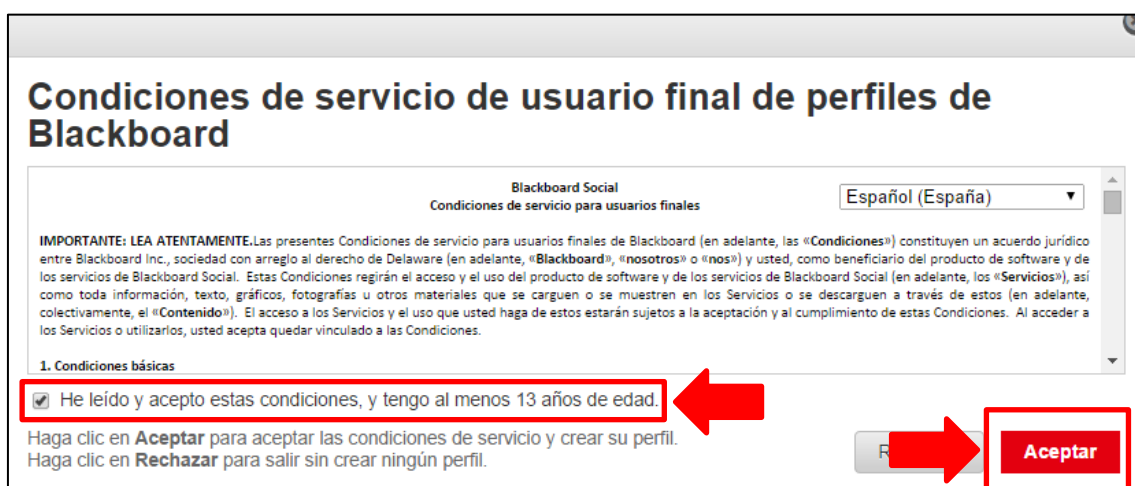 Condiciones de servicio de usuario final de perfiles de
Blackboard
Blackboard Social
Condiciones de servicio para usuarios finales
Español (España)
IMPORTANTE: LEA ATENTAMENTE.Las presentes Condiciones de servicio para usuarios finales de Blackboard (en adelante, las «Condiciones») constituyen un acuerdo jurídico
entre Blackboard Inc., sociedad con arreglo al derecho de Delaware (en adelante, «Blackboard», «nosotros» o «nos») y usted, como beneficiario del producto de software y de
los servicios de Blackboard Social. Estas Condiciones regirán el acceso y el uso del producto de software y de los servicios de Blackboard Social (en adelante, los «Servicios»), así
como toda información, texto, gráficos, fotografías u otros materiales que se carguen o se muestren en los Servicios o se descarguen a través de estos (en adelante,
colectivamente, el «Contenido»). El acceso a los Servicios y el uso que usted haga de estos estarán sujetos a la aceptación y al cumplimiento de estas Condiciones. Al acceder a
los Servicios o utilizarlos, usted acepta quedar vinculado a las Condiciones.
1. Condiciones básicas
He leído y acepto estas condiciones, y tengo al menos 13 años de edad.
Haga clic en Aceptar para aceptar las condiciones de servicio y crear su perfil.
Haga clic en Rechazar para salir sin crear ningún perfil.
Aceptar